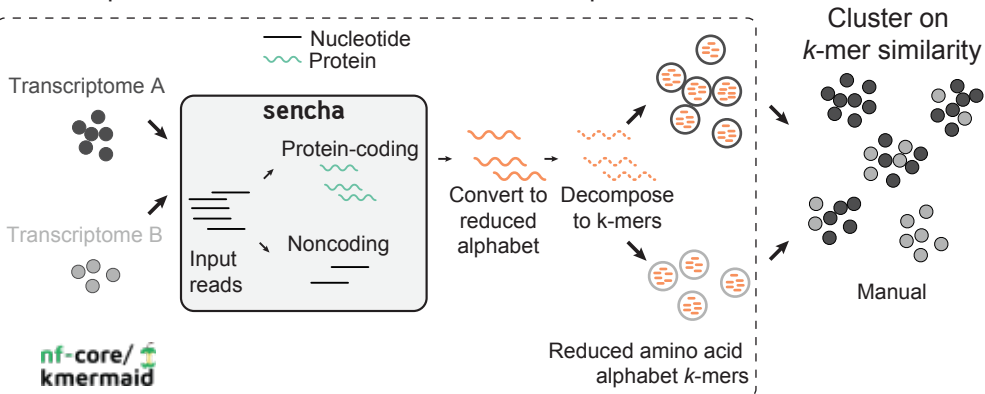 Nucleotide
Protein
Transcriptome A
Transcriptome B
sencha
Protein-coding
Noncoding
Input
reads
Convert to
reduced
alphabet
Decompose
to k-mers
Reduced amino acid
alphabet k-mers
Cluster on
k-mer similarity
Manual
nf-core/
kmermaid